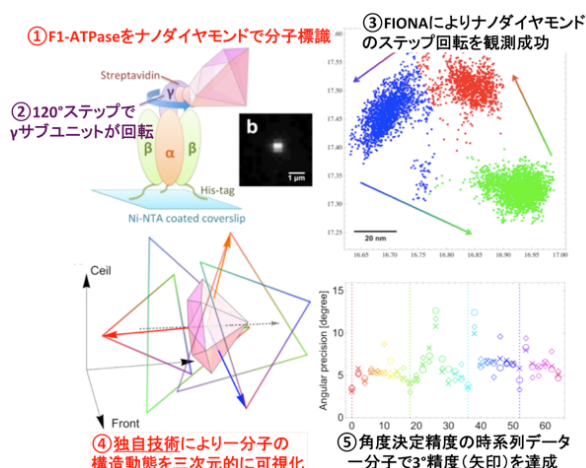 ①F1-ATPaseをナノダイヤモンドで分子標識
Streptavidin
γ
②120°ステップで
γサブユニットが回転
β
α
β
His-tag
Ni-NTA coated coverslip
b
1 μm
③FIONAによりナノダイヤモンド
のステップ回転を観測成功
17.55
17.50
17.45
17.40
17.35
17.30
17.25
20 nm
16.65
16.70
16.75
16.80
16.85
16.90
16.95
17.00
Ceil
Front
④独自技術により一分子の
構造動態を三次元的に可視化
Angular precision [degree]
15
10
5
0
0
10
20
30
40
50
60
⑤角度決定精度の時系列データ
一分子で3°精度(矢印)を達成